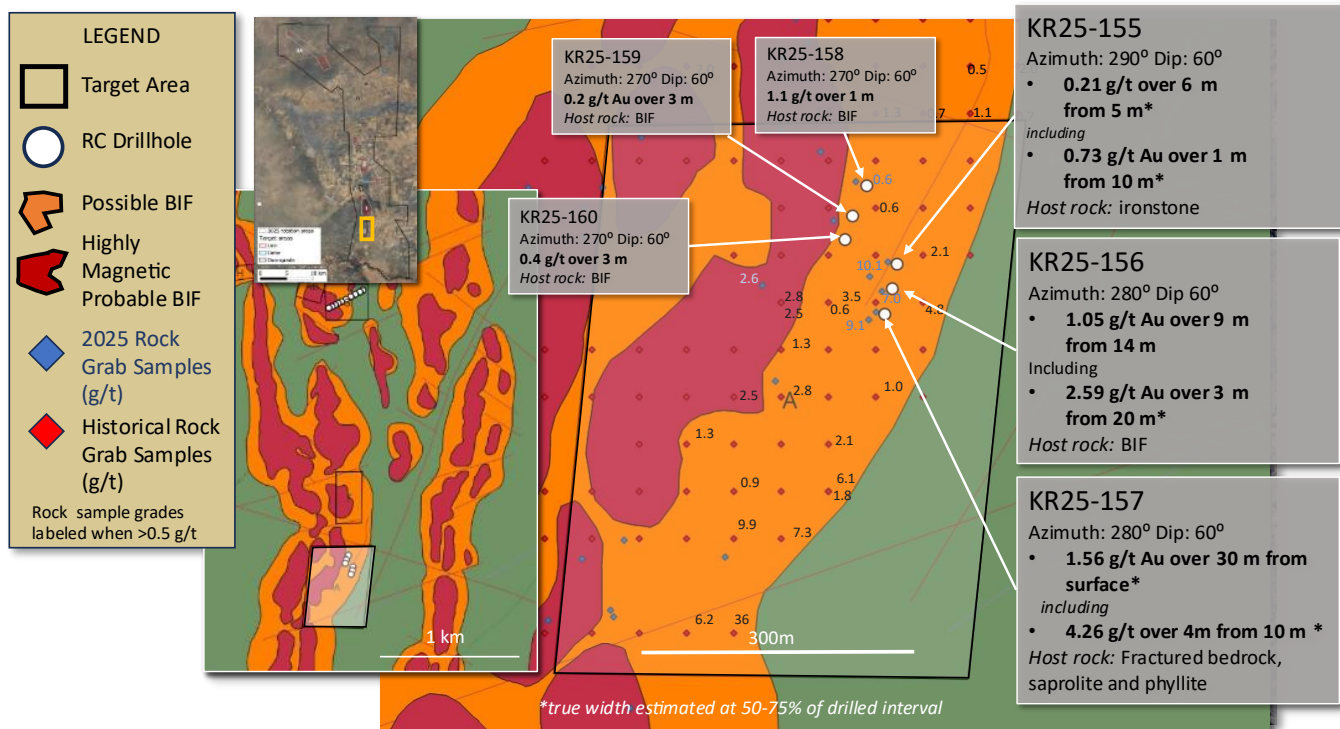 LEGEND
Target Area
RC Drillhole
Possible BIF
Highly
Magnetic
Probable BIF
2025 Rock
Grab Samples
(g/t)
Historical Rock
Grab Samples
(g/t)
Rock sample grades
labeled when >0.5 g/t
1 km
KR25-159
Azimuth: 270° Dip: 60°
0.2 g/t Au over 3 m
Host rock: BIF
KR25-158
Azimuth: 270° Dip: 60°
1.1 g/t over 1 m
Host rock: BIF
KR25-160
Azimuth: 270° Dip: 60°
0.4 g/t over 3 m
Host rock: BIF
KR25-155
Azimuth: 290° Dip: 60°
• 0.21 g/t over 6 m
from 5 m*
including
• 0.73 g/t Au over 1 m
from 10 m*
Host rock: ironstone
KR25-156
Azimuth: 280° Dip 60°
• 1.05 g/t Au over 9 m
from 14 m
Including
• 2.59 g/t Au over 3 m
from 20 m*
Host rock: BIF
KR25-157
Azimuth: 280° Dip: 60°
• 1.56 g/t Au over 30 m from
surface*
including
• 4.26 g/t over 4m from 10 m *
Host rock: Fractured bedrock,
saprolite and phyllite
0.5
1.3
0.7
1.1
0.6
0.6
2.1
10.1
2.6
2.8
3.5
7.0
4.8
2.5
0.6
9.1
1.3
2.5
2.8
A
1.0
1.3
2.1
0.9
6.1
1.8
9.9
7.3
6.2
36
300m
*true width estimated at 50-75% of drilled interval